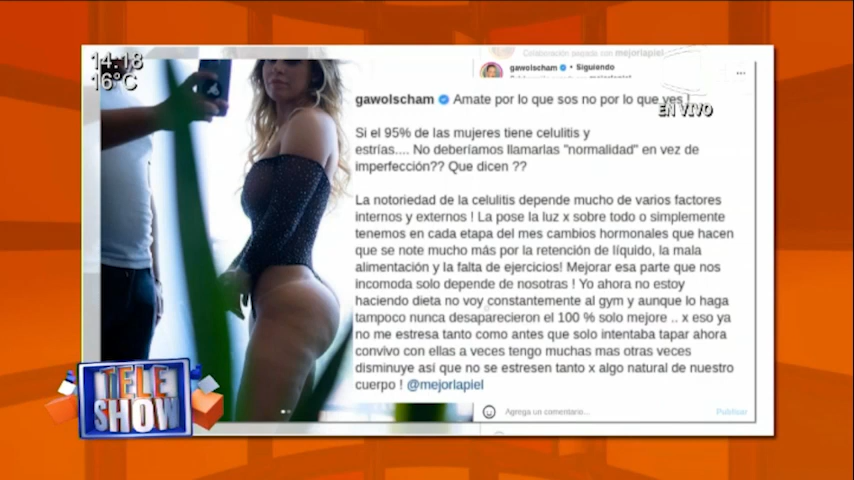 14:18
16°C
Colaboración pagada con mejorlapiel
gawolscham • Siguiendo
EN VIVO
gawolscham Amate por lo que sos no por lo que ves !
Si el 95% de las mujeres tiene celulitis y
estrías.... No deberíamos llamarlas "normalidad" en vez de
imperfección?? Que dicen ??
La notoriedad de la celulitis depende mucho de varios factores
internos y externos ! La pose la luz x sobre todo o simplemente
tenemos en cada etapa del mes cambios hormonales que hacen
que se note mucho más por la retención de líquido, la mala
alimentación y la falta de ejercicios! Mejorar esa parte que nos
incomoda solo depende de nosotras ! Yo ahora no estoy
haciendo dieta no voy constantemente al gym y aunque lo haga
tampoco nunca desaparecieron el 100 % solo mejore .. x eso ya
no me estresa tanto como antes que solo intentaba tapar ahora
convivo con ellas a veces tengo muchas mas otras veces
disminuye así que no se estresen tanto x algo natural de nuestro
cuerpo ! @mejorlapiel
Agrega un comentario...
Publicar
TELE
SHOW